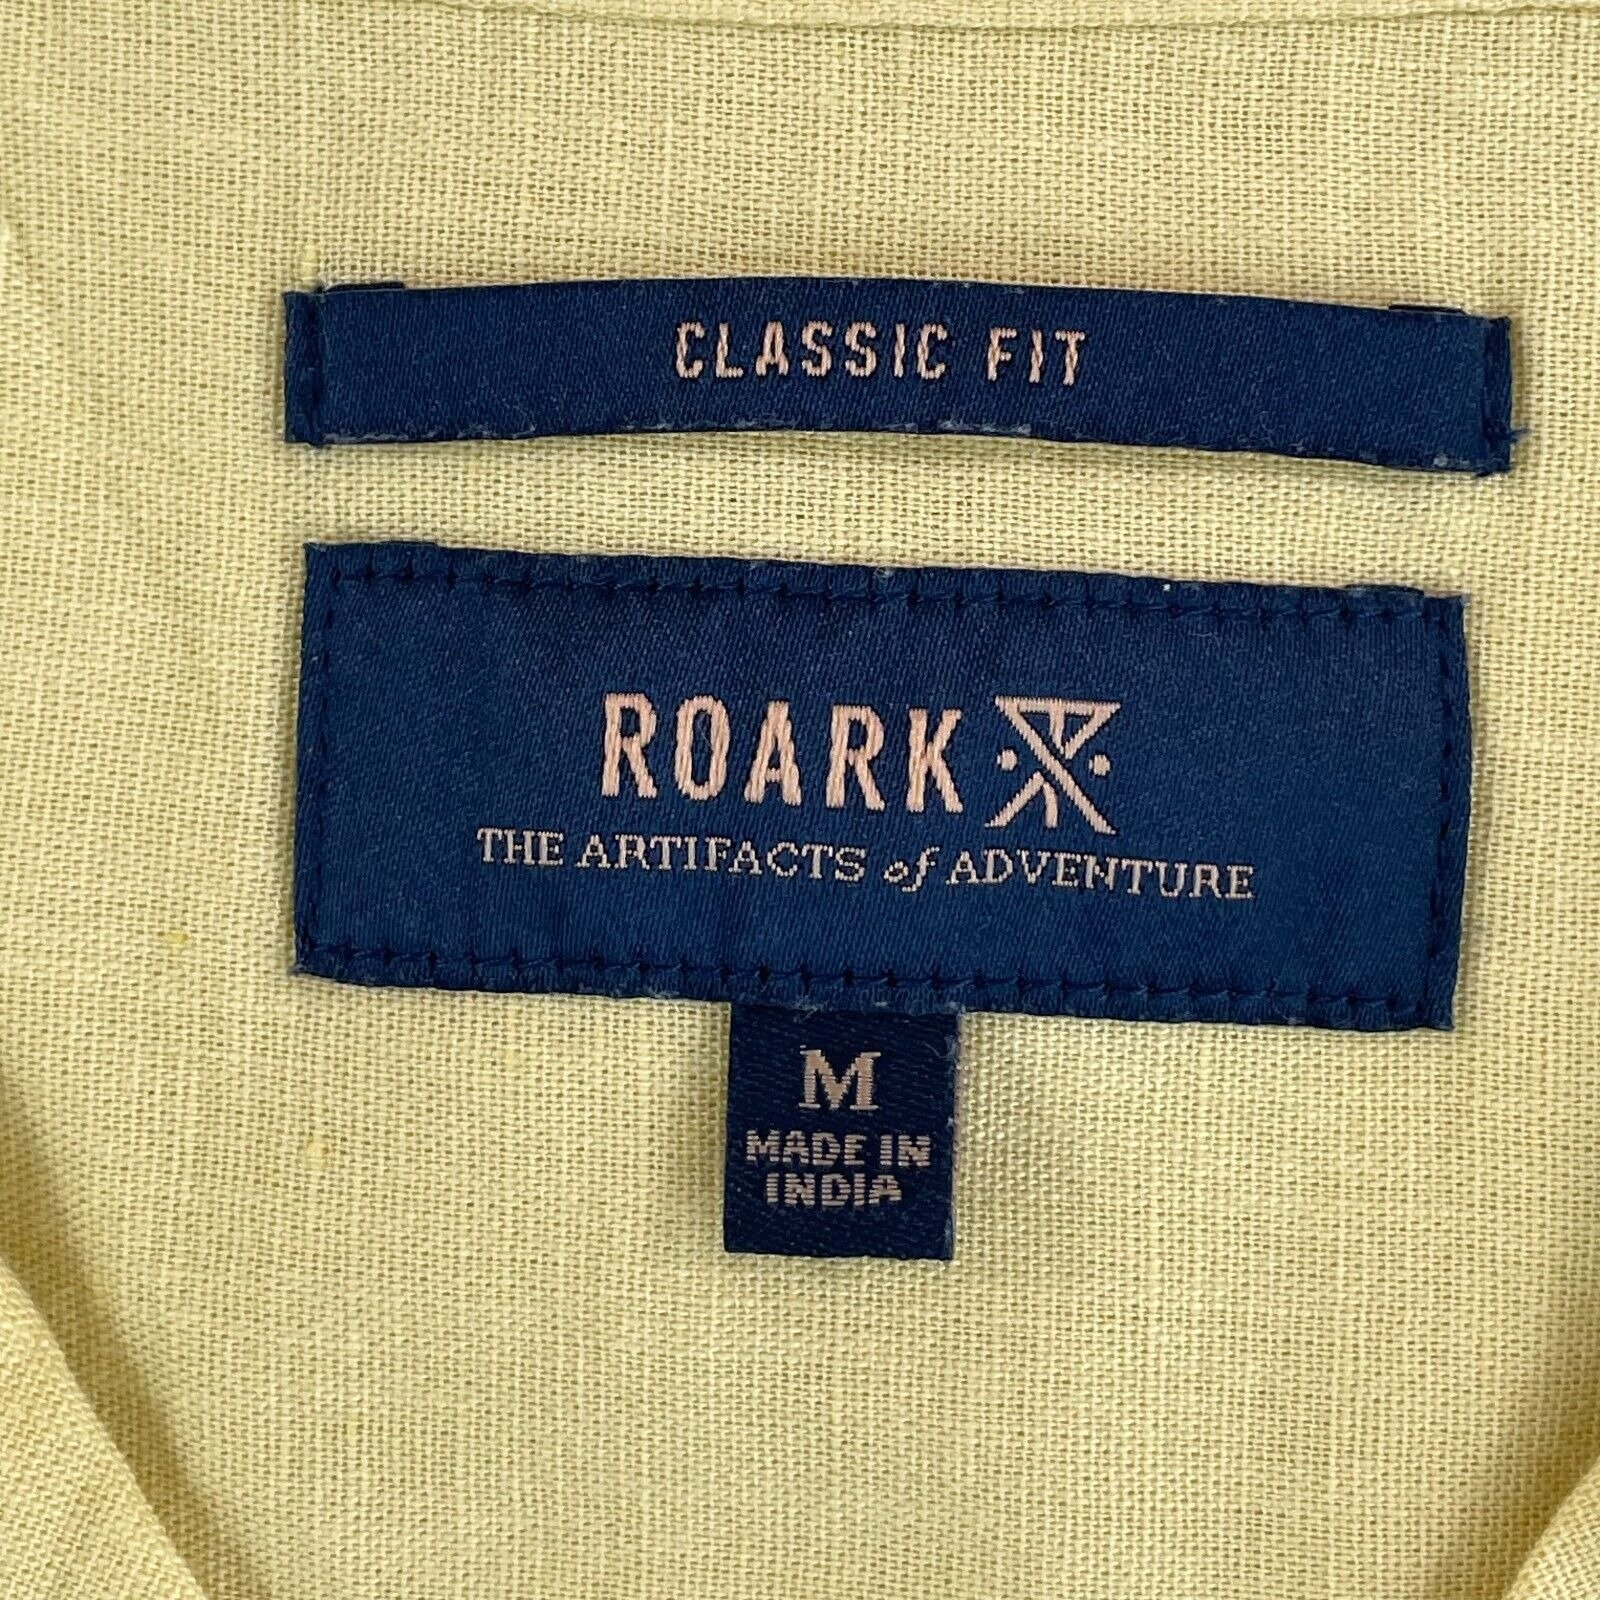 CLASSIC FIT
ROARK
THE ARTIFACTS of ADVENTURE
M
MADE IN
INDIA